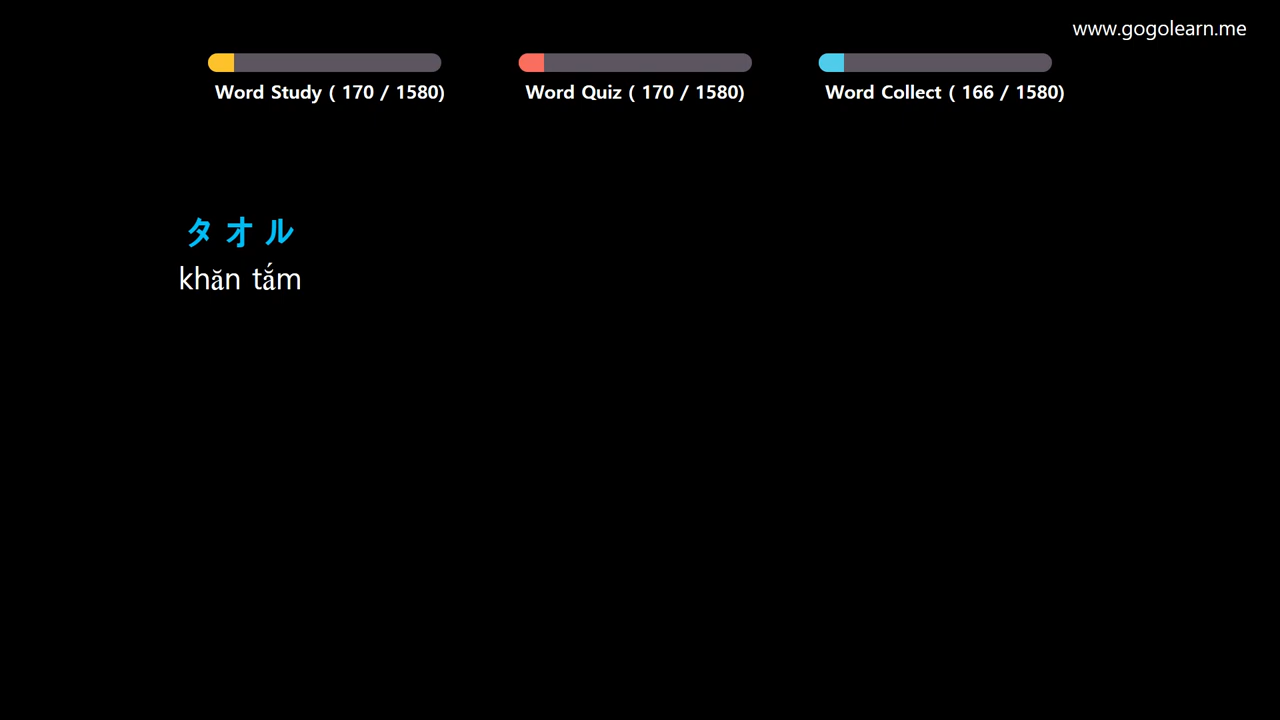 www.gogolearn.me
Word Study ( 170 / 1580)
Word Quiz ( 170 / 1580)
Word Collect ( 166 / 1580)
タオル
khăn tắm